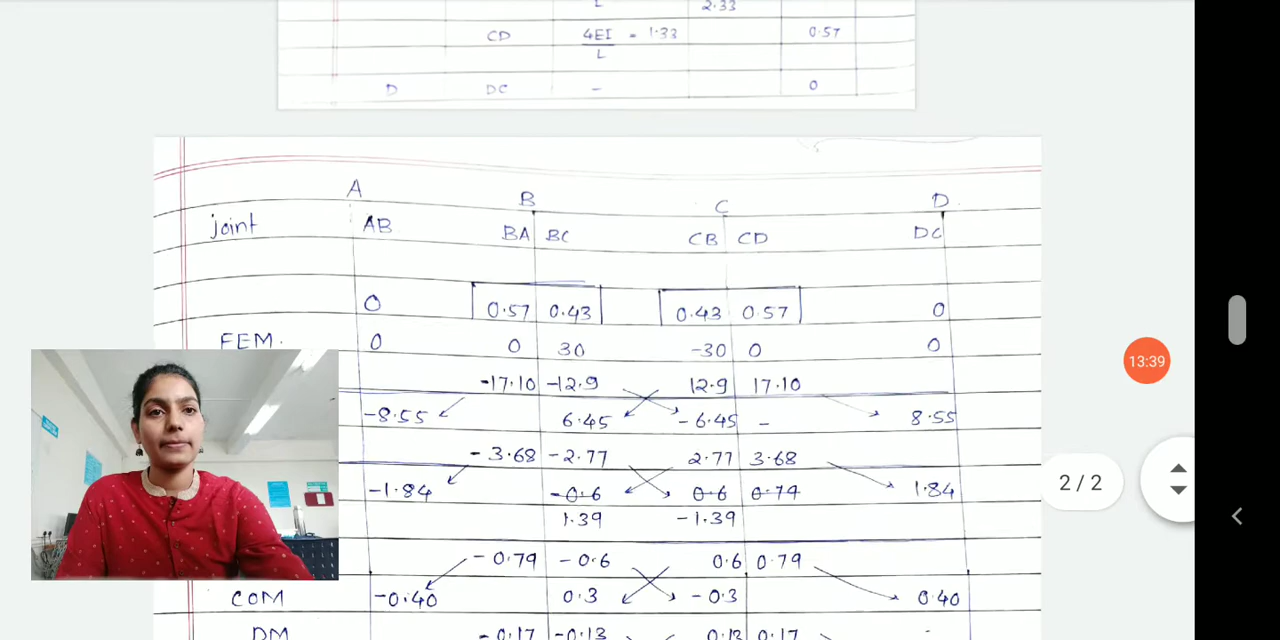 L 2.33
CD 4EI = 1.33 0.57
L
D DC - 0
A B C D
joint AB BA BC CB CD DC
0 0.57 0.43 0.43 0.57 0
FEM. 0 0 30 -30 0 0
-17.10 -12.9 12.9 17.10
-8.55 6.45 -6.45 - 8.55
-3.68 -2.77 2.77 3.68
-1.84 -0.6 0.6 0.79 1.84
1.39 -1.39
-0.79 -0.6 0.6 0.79
COM -0.40 0.3 -0.3 0.40
DM -0.17 -0.13 0.13 0.17
13:39
2 / 2